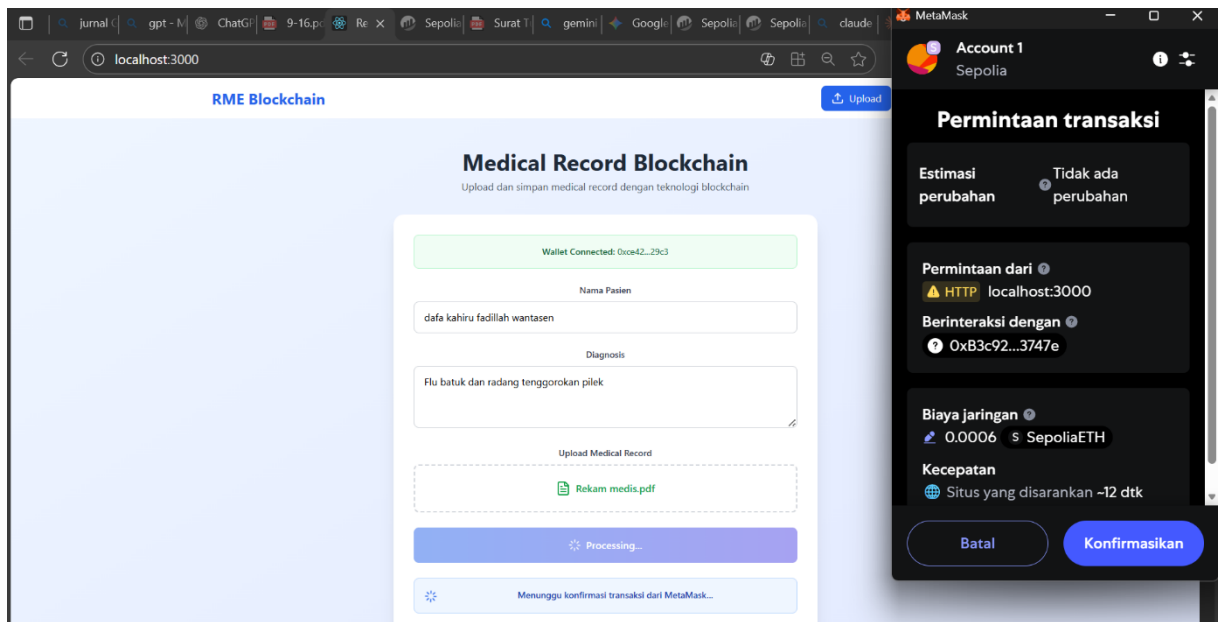 jurnal (
gpt - M
ChatGP
9-16.pd
Re
Sepolia
Surat T
gemini
Google
Sepolia
Sepolia
claude
localhost:3000
RME Blockchain
Upload
Medical Record Blockchain
Upload dan simpan medical record dengan teknologi blockchain
Wallet Connected: 0xce42...29c3
Nama Pasien
dafa kahiru fadillah wantasen
Diagnosis
Flu batuk dan radang tenggorokan pilek
Upload Medical Record
Rekam medis.pdf
Processing...
Menunggu konfirmasi transaksi dari MetaMask...
MetaMask
S
Account 1
Sepolia
Permintaan transaksi
Estimasi perubahan
Tidak ada perubahan
Permintaan dari
HTTP localhost:3000
Berinteraksi dengan
0xB3c92...3747e
Biaya jaringan
0.0006 S SepoliaETH
Kecepatan
Situs yang disarankan ~12 dtk
Batal
Konfirmasikan